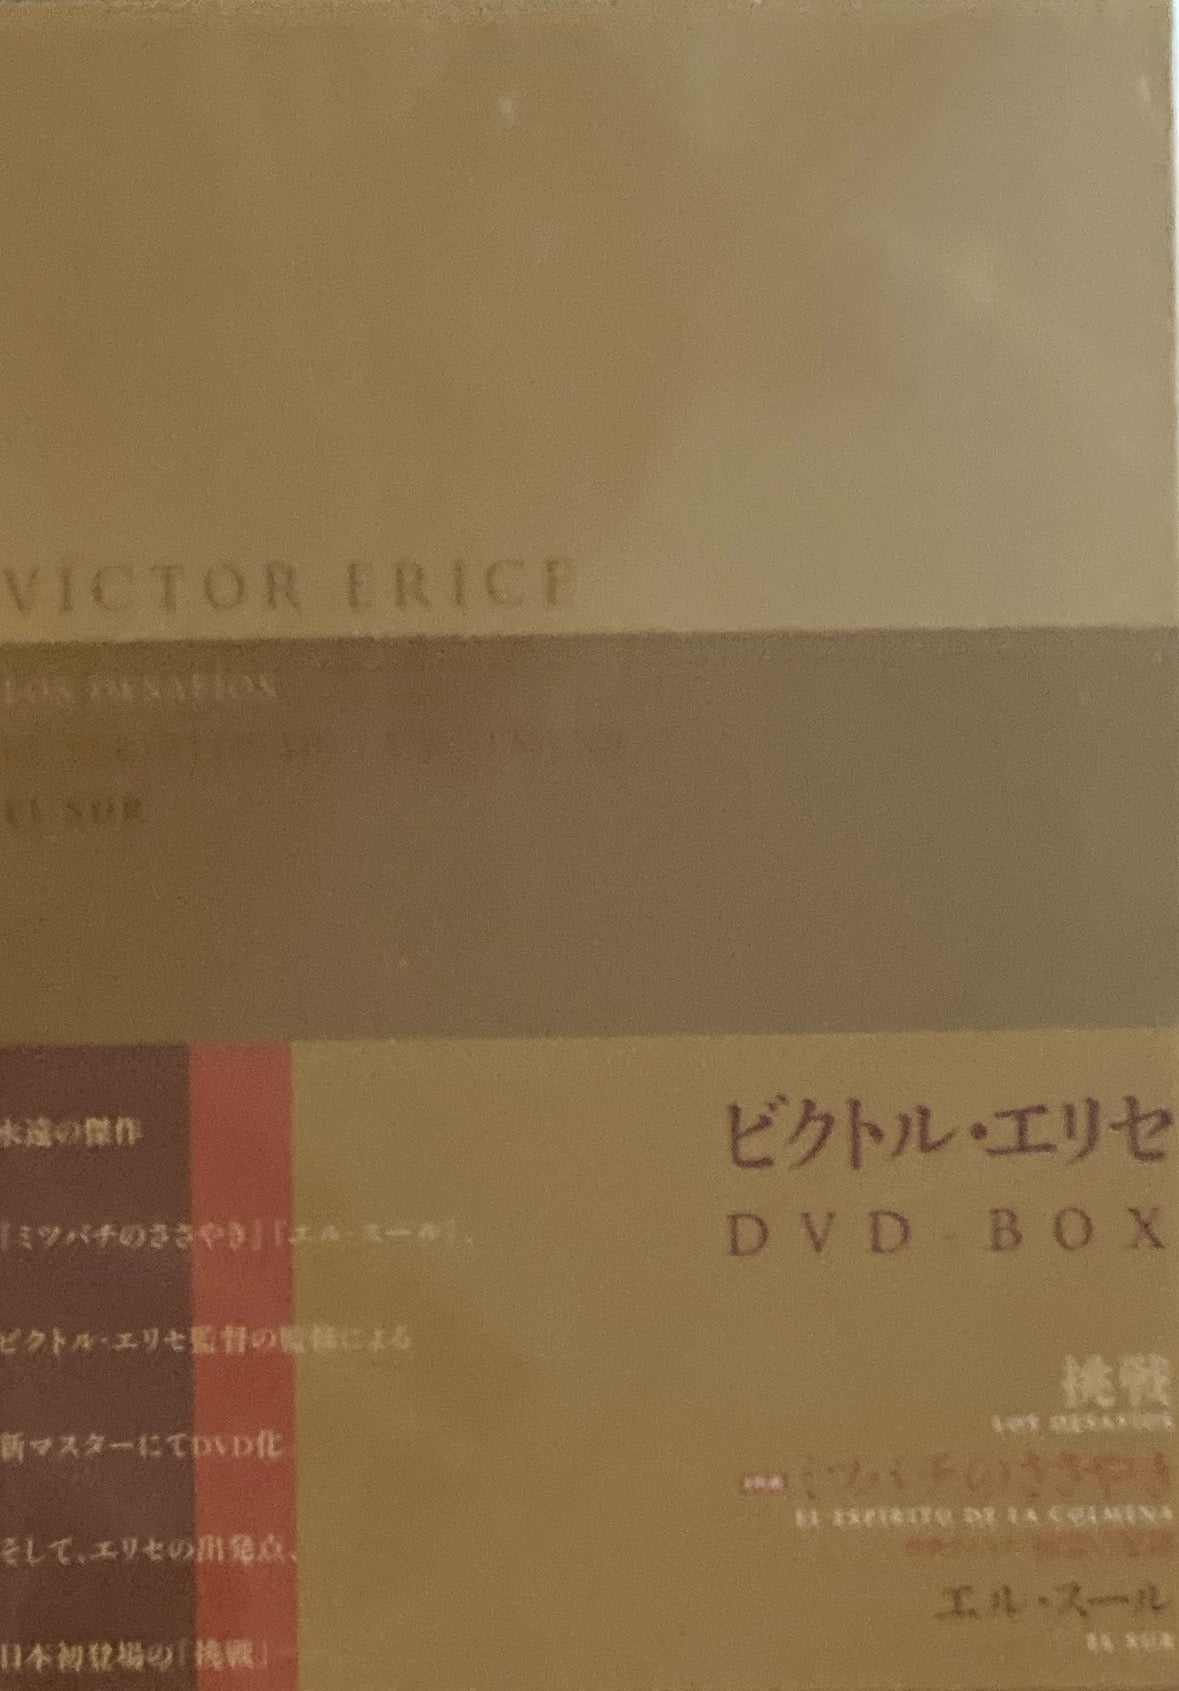 VICTOR ERICE
LOS DESAFIOS
EL SUR
永遠の傑作
『ミツバチのささやき』『エル・スール』、
ビクトル・エリセ監督の監修による
新マスターにてDVD化
そして、エリセの出発点、
日本初登場の『挑戦』
ビクトル・エリセ
DVD-BOX
挑戦
LOS DESAFIOS
ミツバチのささやき
EL ESPIRITU DE LA COLMENA
エル・スール
EL SUR